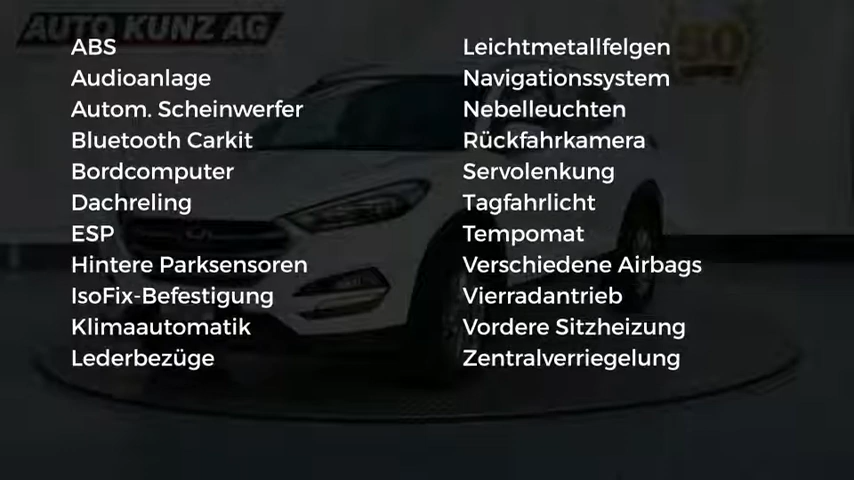 AUTO KUNZ AG
50
ABS
Audioanlage
Autom. Scheinwerfer
Bluetooth Carkit
Bordcomputer
Dachreling
ESP
Hintere Parksensoren
IsoFix-Befestigung
Klimaautomatik
Lederbezüge
Leichtmetallfelgen
Navigationssystem
Nebelleuchten
Rückfahrkamera
Servolenkung
Tagfahrlicht
Tempomat
Verschiedene Airbags
Vierradantrieb
Vordere Sitzheizung
Zentralverriegelung